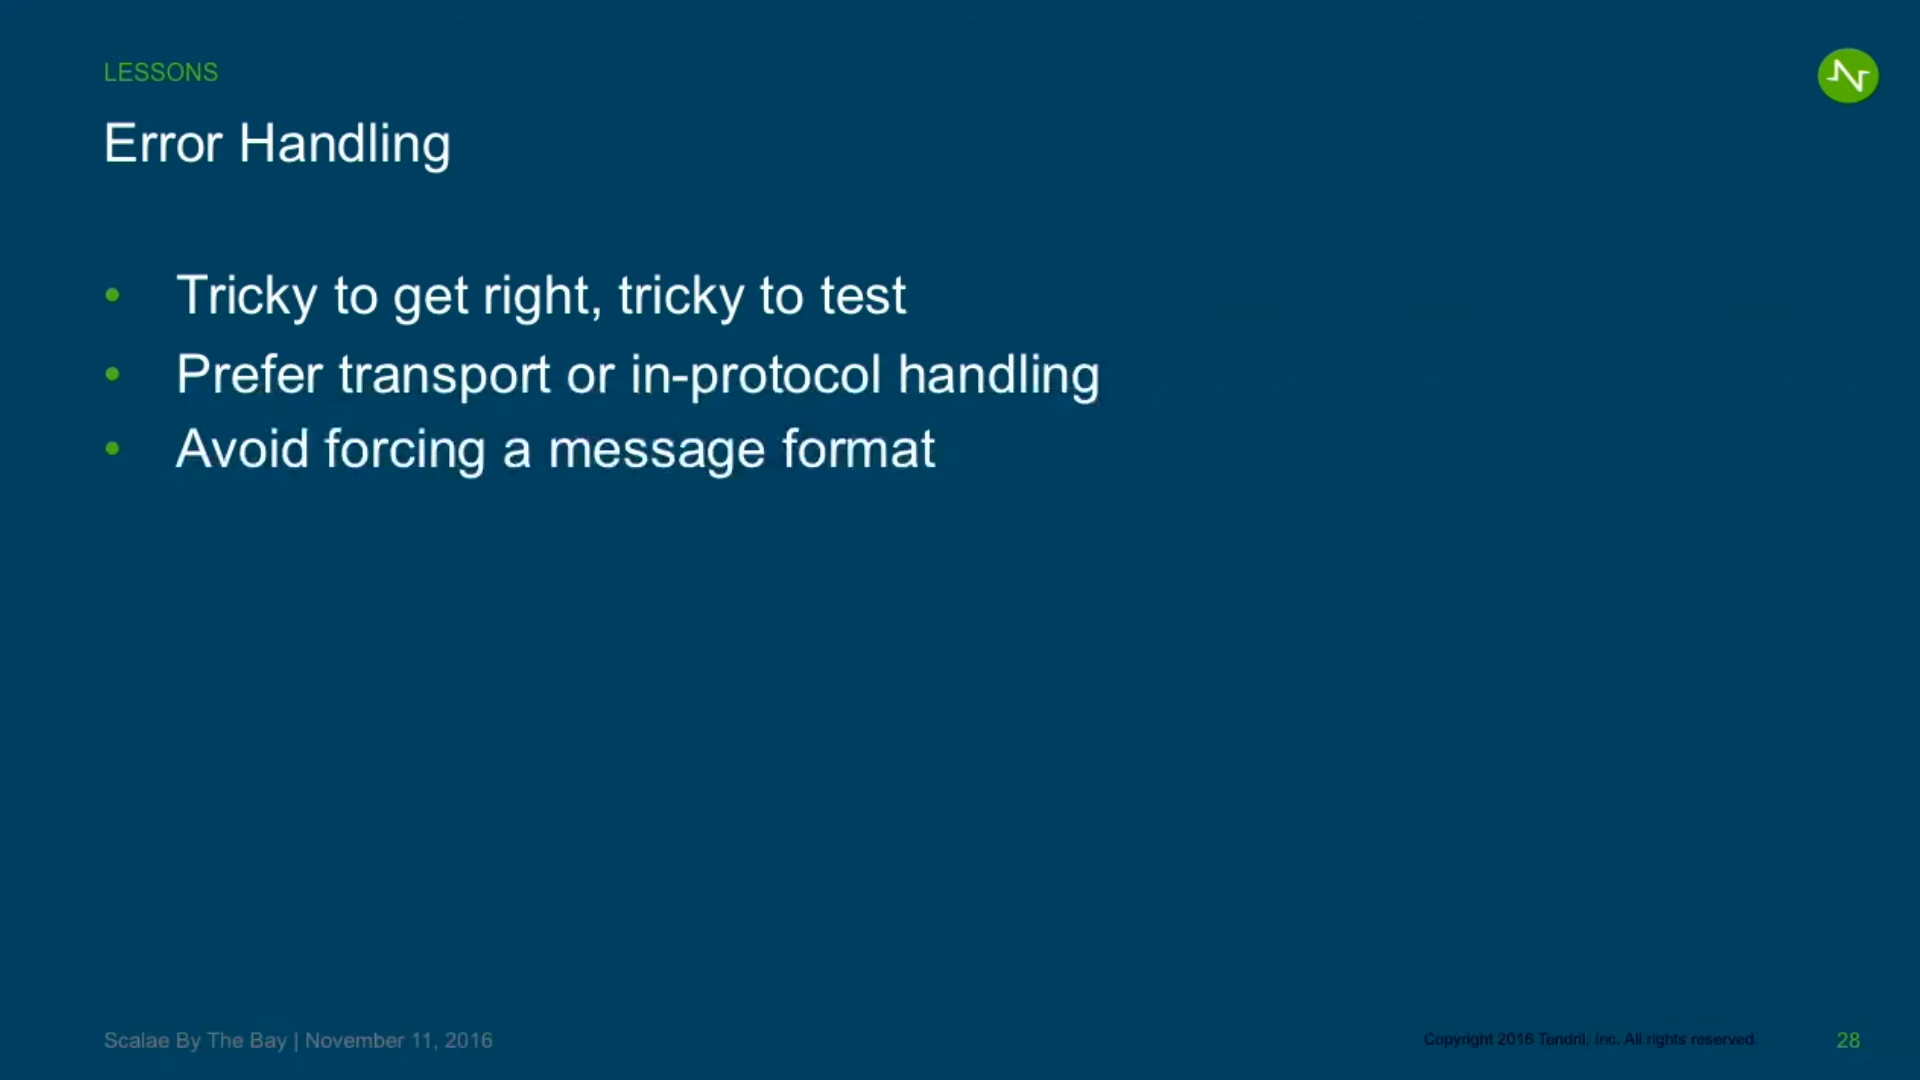 LESSONS
Error Handling
• Tricky to get right, tricky to test
• Prefer transport or in-protocol handling
• Avoid forcing a message format
Scalae By The Bay | November 11, 2016
Copyright 2016 Tendril, Inc. All rights reserved.
28